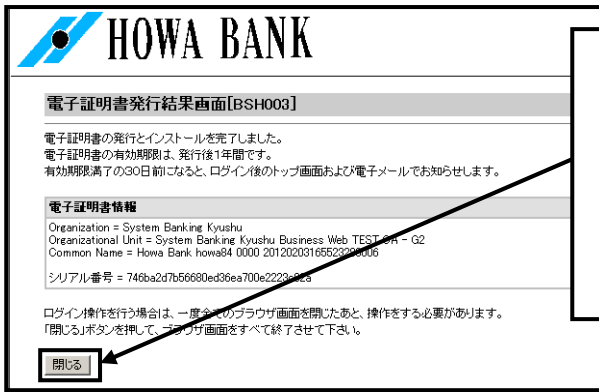 HOWA BANK
電子証明書発行結果画面[BSH003]
電子証明書の発行とインストールを完了しました。
電子証明書の有効期限は、発行後1年間です。
有効期限満了の30日前になると、ログイン後のトップ画面および電子メールでお知らせします。
電子証明書情報
Organization = System Banking Kyushu
Organizational Unit = System Banking Kyushu Business Web TEST CA - G2
Common Name = Howa Bank howa84 0000
シリアル番号 =
ログイン操作を行う場合は、一度全てのブラウザ画面を閉じたあと、操作をする必要があります。
「閉じる」ボタンを押して、ブラウザ画面をすべて終了させて下さい。
閉じる